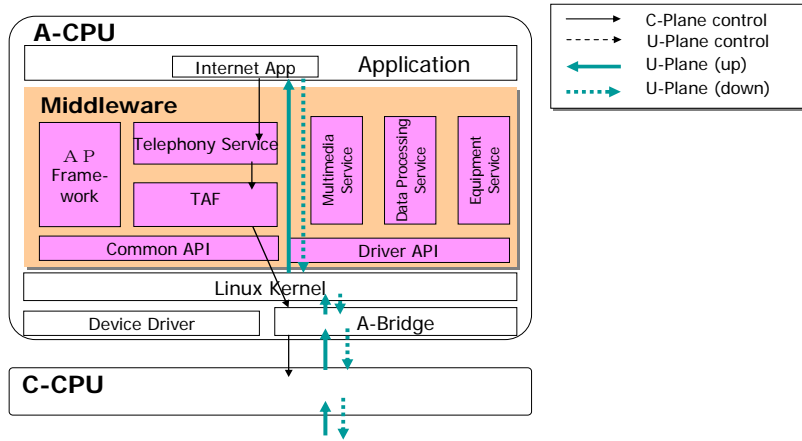 A-CPU
Internet App
Application
Middleware
A P
Frame-
work
Telephony Service
TAF
Multimedia
Service
Data Processing
Service
Equipment
Service
Common API
Driver API
Linux Kernel
Device Driver
A-Bridge
C-CPU
C-Plane control
U-Plane control
U-Plane (up)
U-Plane (down)